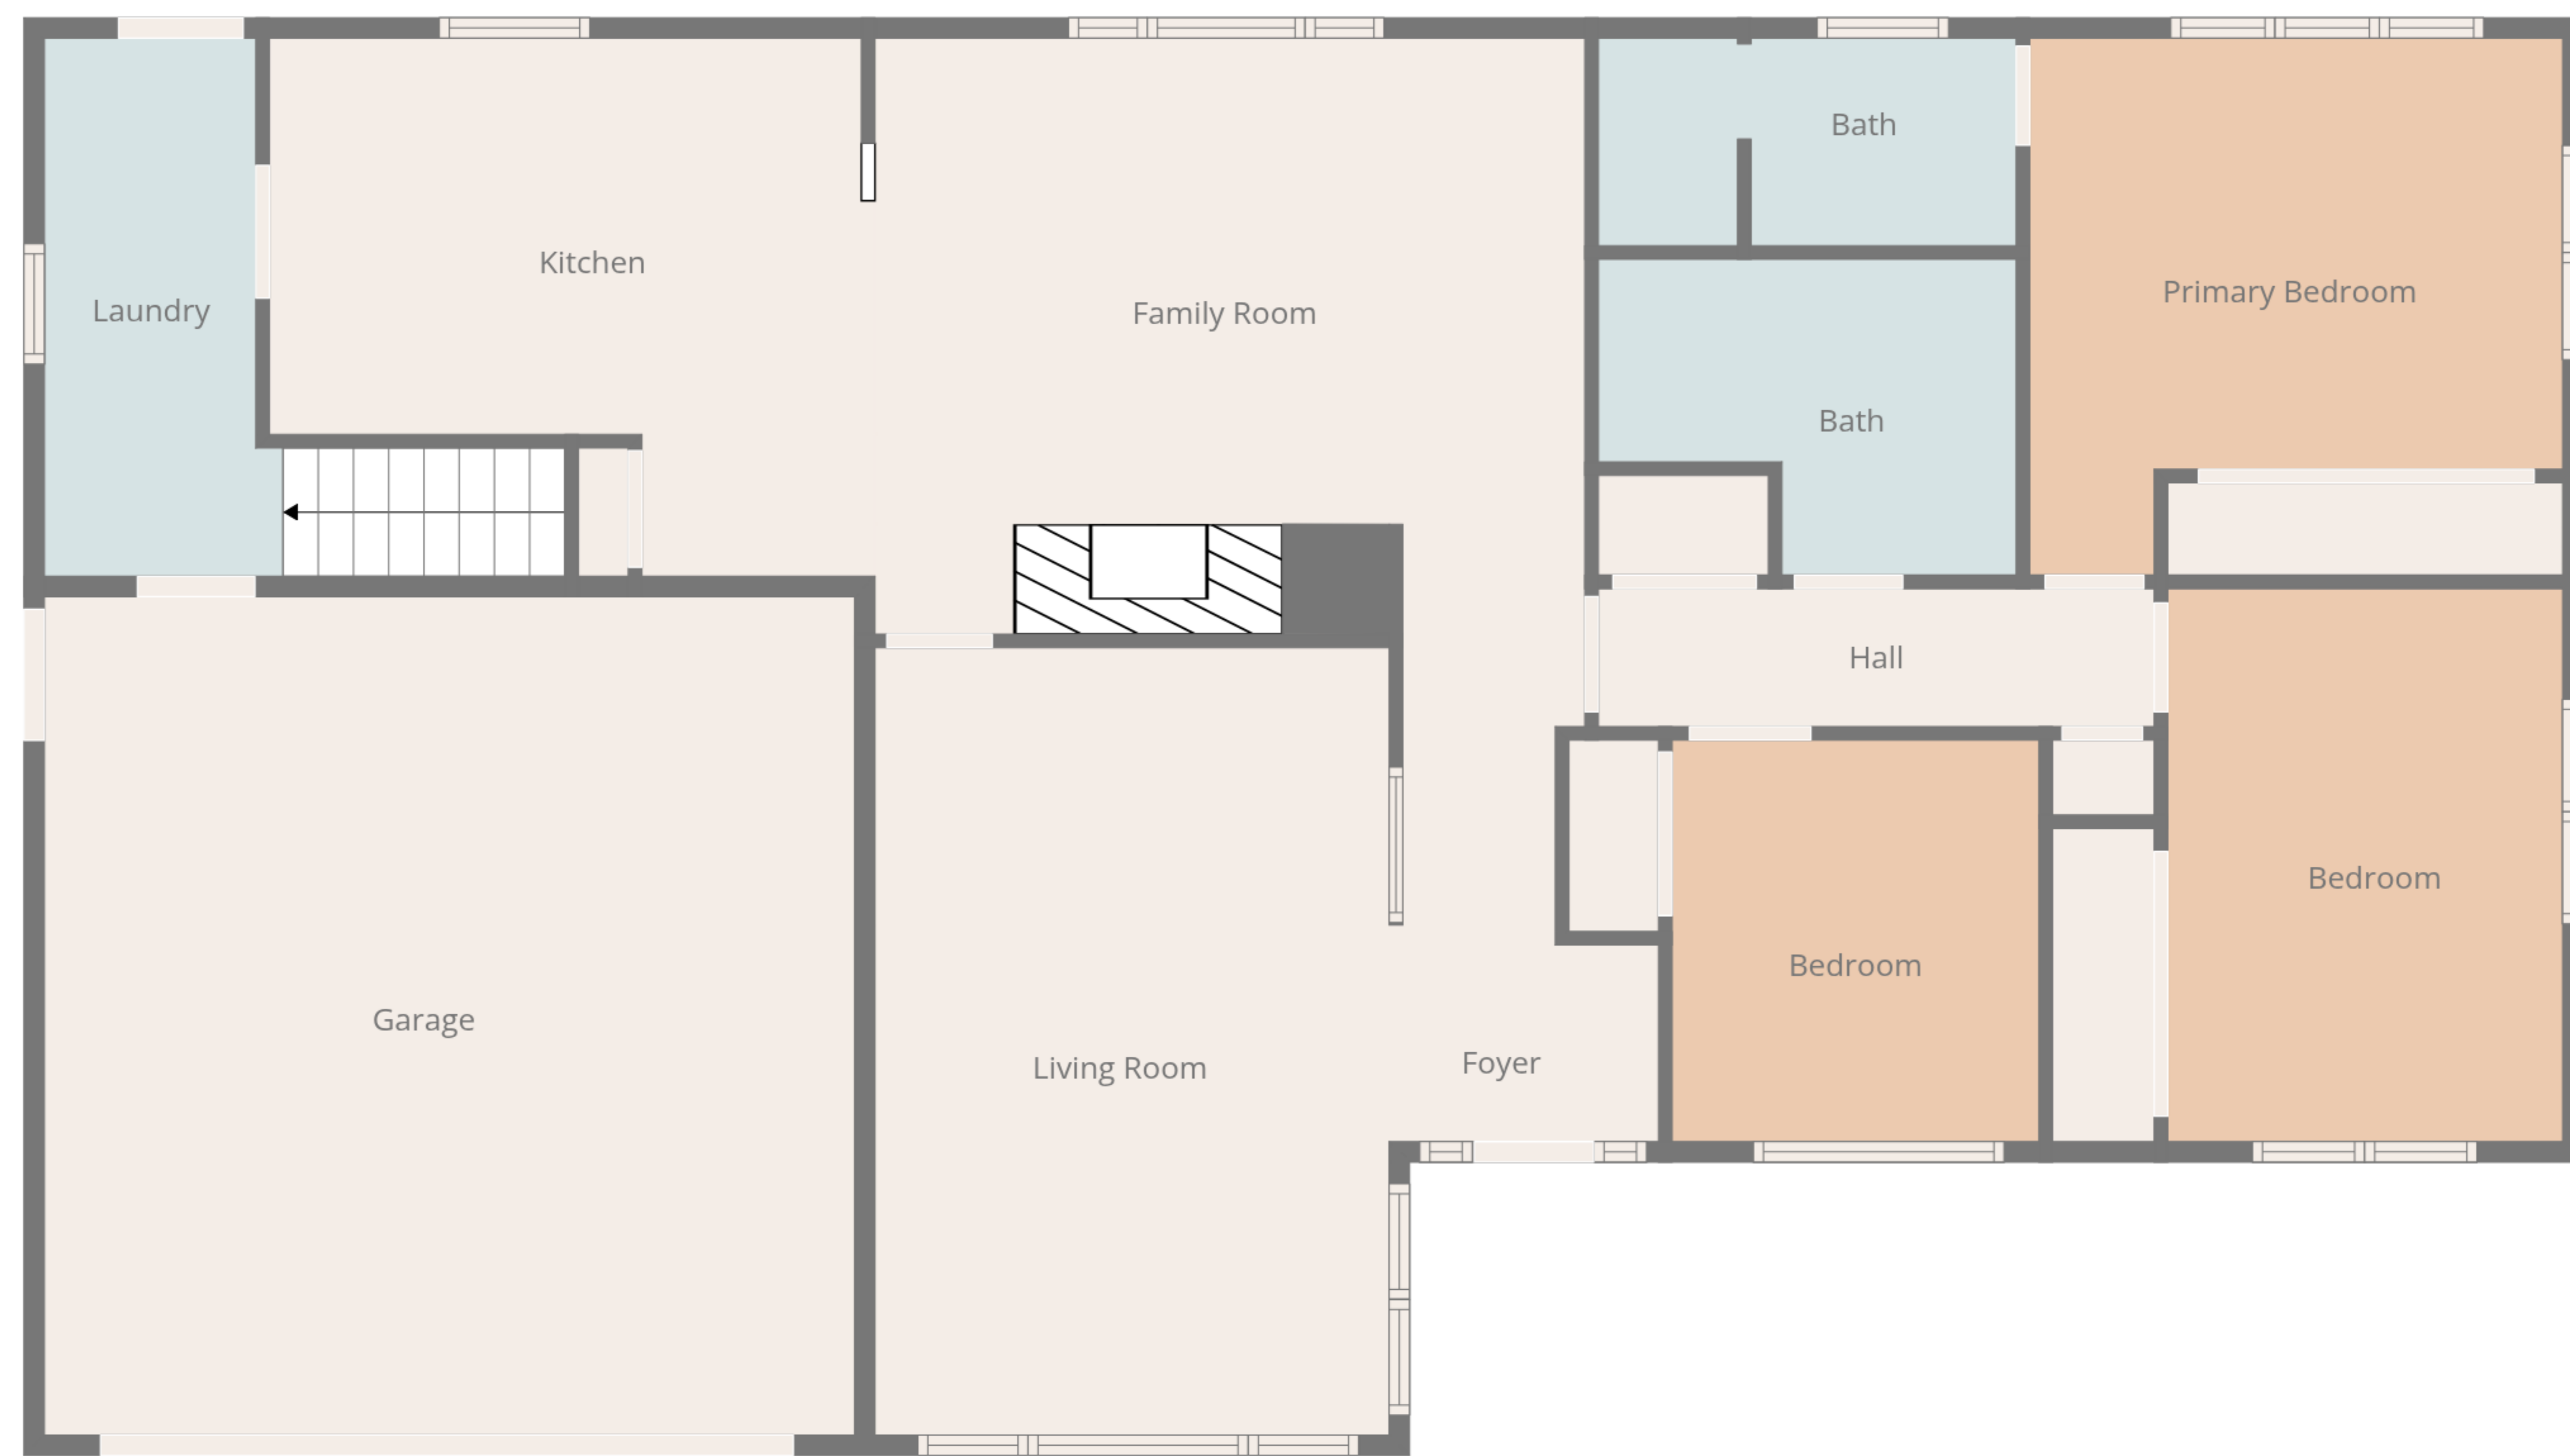 Bath
Kitchen
Laundry
Family Room
Primary Bedroom
Bath
Hall
Bedroom
Bedroom
Garage
Living Room
Foyer